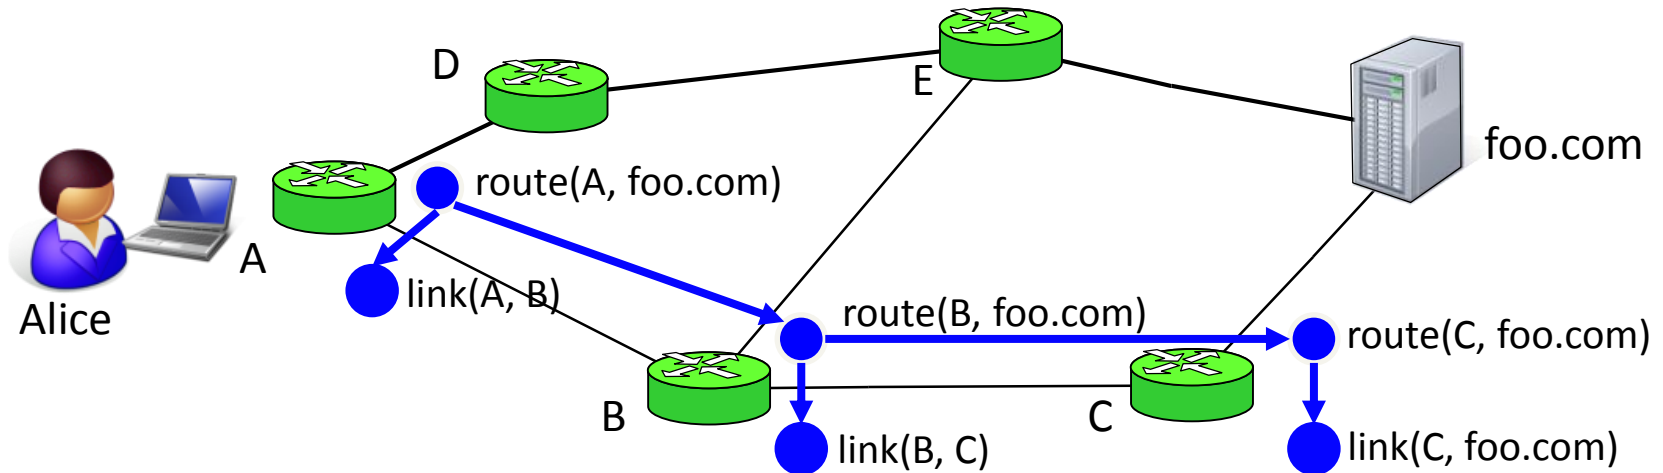 D
E
foo.com
route(A, foo.com)
A
link(A, B)
Alice
route(B, foo.com)
route(C, foo.com)
B
C
link(B, C)
link(C, foo.com)